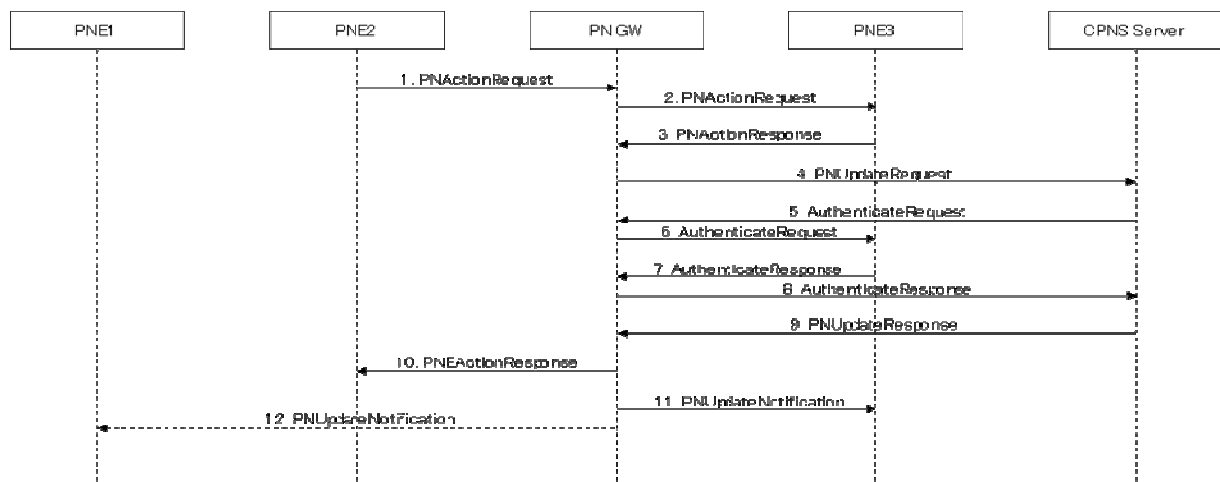 PNE1
PNE2
PN GW
PNE3
CPNS Server
1. PNActionRequest
2. PNActionRequest
3 PNActionResponse
4 PNUpdateRequest
5 AuthenticateRequest
6 AuthenticateRequest
7 AuthenticateResponse
8 AuthenticateResponse
9 PNUpdateResponse
10. PNEActionResponse
11 PNUpdateNotification
12 PNUpdateNotification